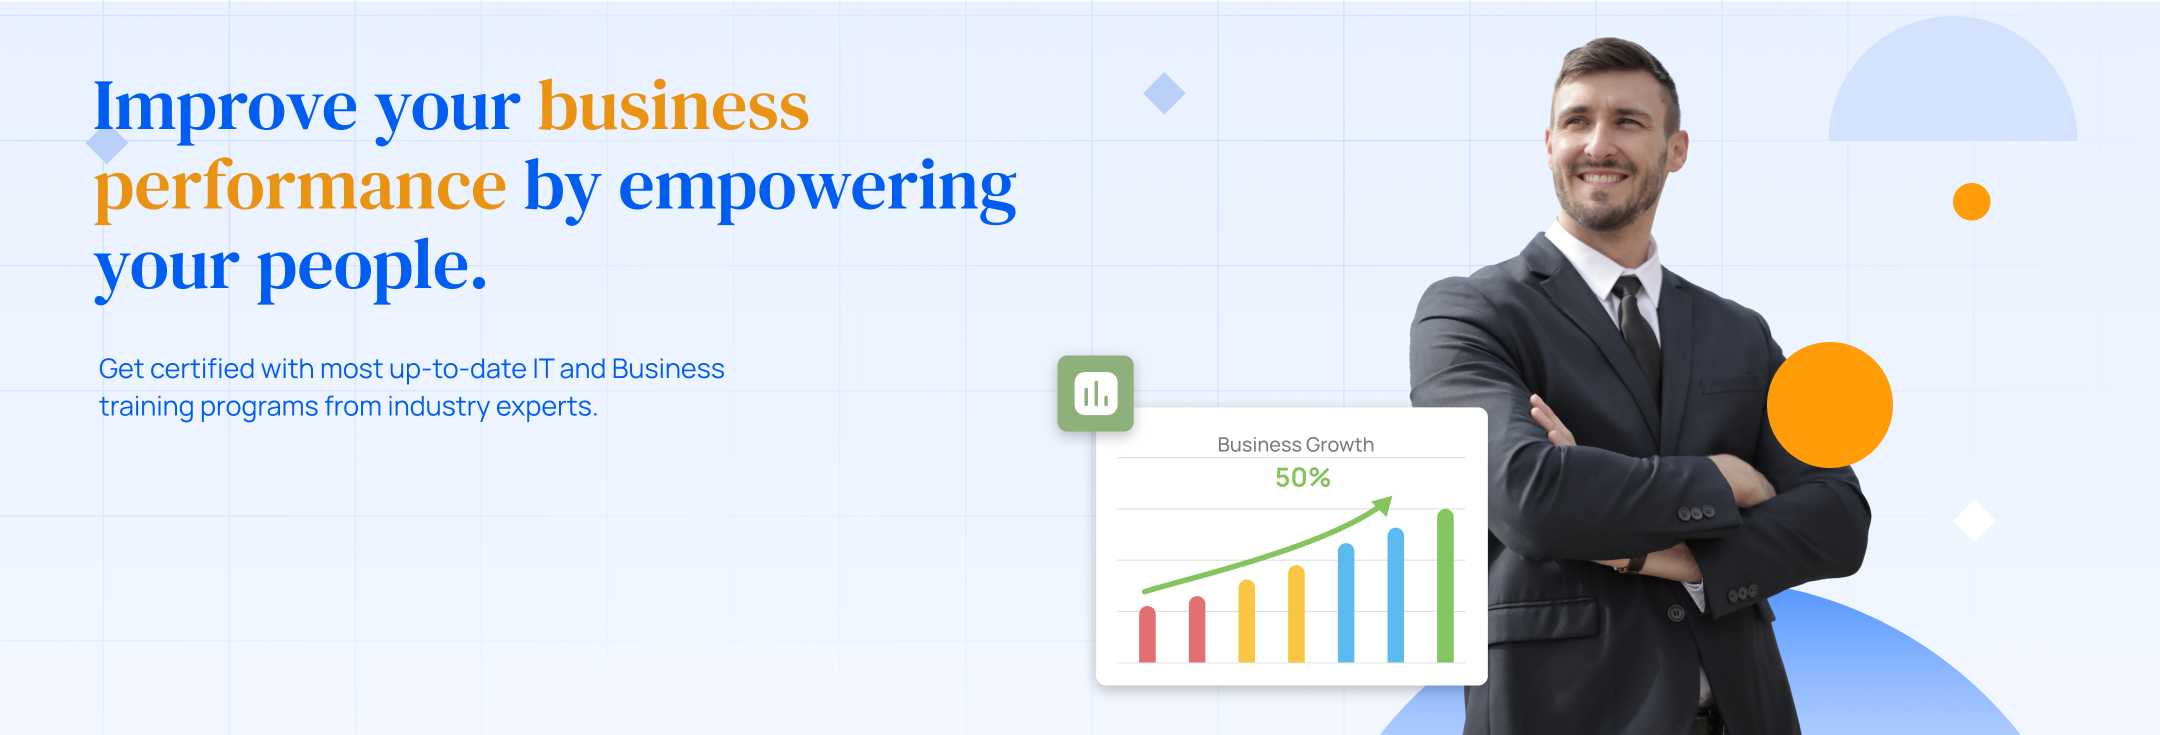 Improve your business
performance by empowering
your people.
Get certified with most up-to-date IT and Business
training programs from industry experts.
Business Growth
50%